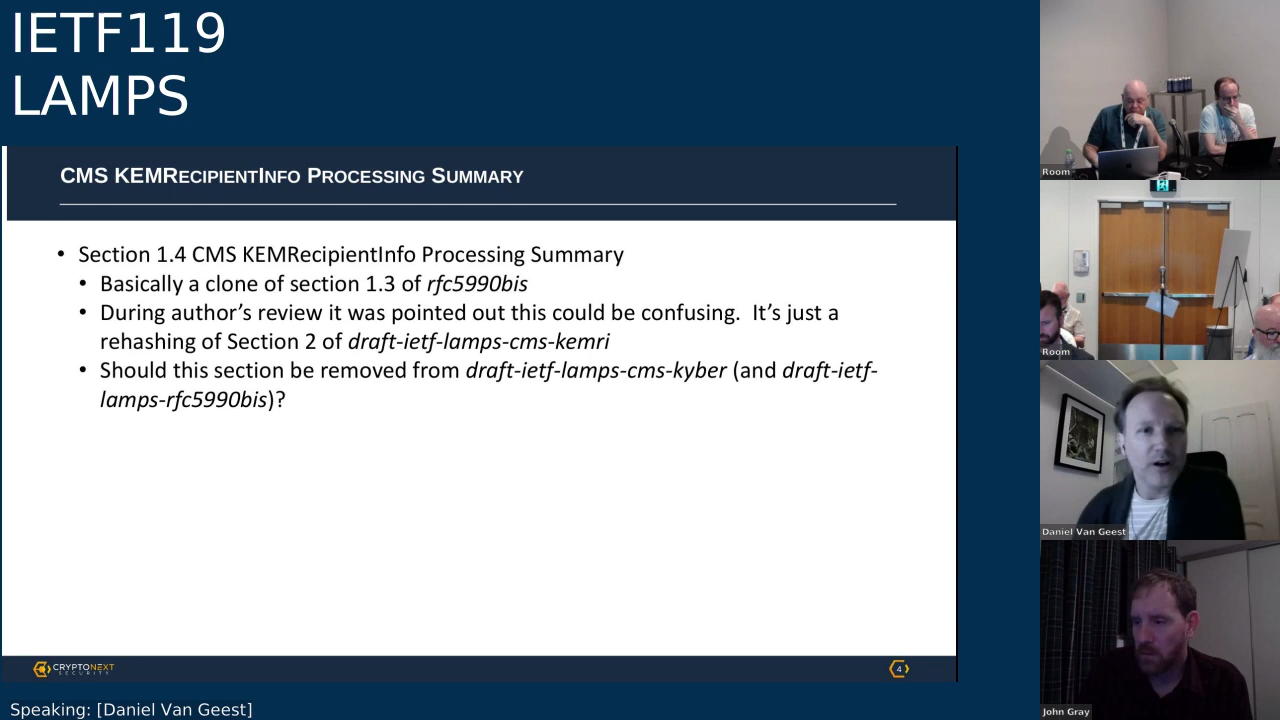 IETF119
LAMPS
CMS KEMRecipientInfo Processing Summary
• Section 1.4 CMS KEMRecipientInfo Processing Summary
• Basically a clone of section 1.3 of rfc5990bis
• During author’s review it was pointed out this could be confusing. It’s just a
rehashing of Section 2 of draft-ietf-lamps-cms-kemri
• Should this section be removed from draft-ietf-lamps-cms-kyber (and draft-ietf-
lamps-rfc5990bis)?
CRYPTONEXT
SECURITY
4
Speaking: [Daniel Van Geest]
Room
Room
Daniel Van Geest
John Gray